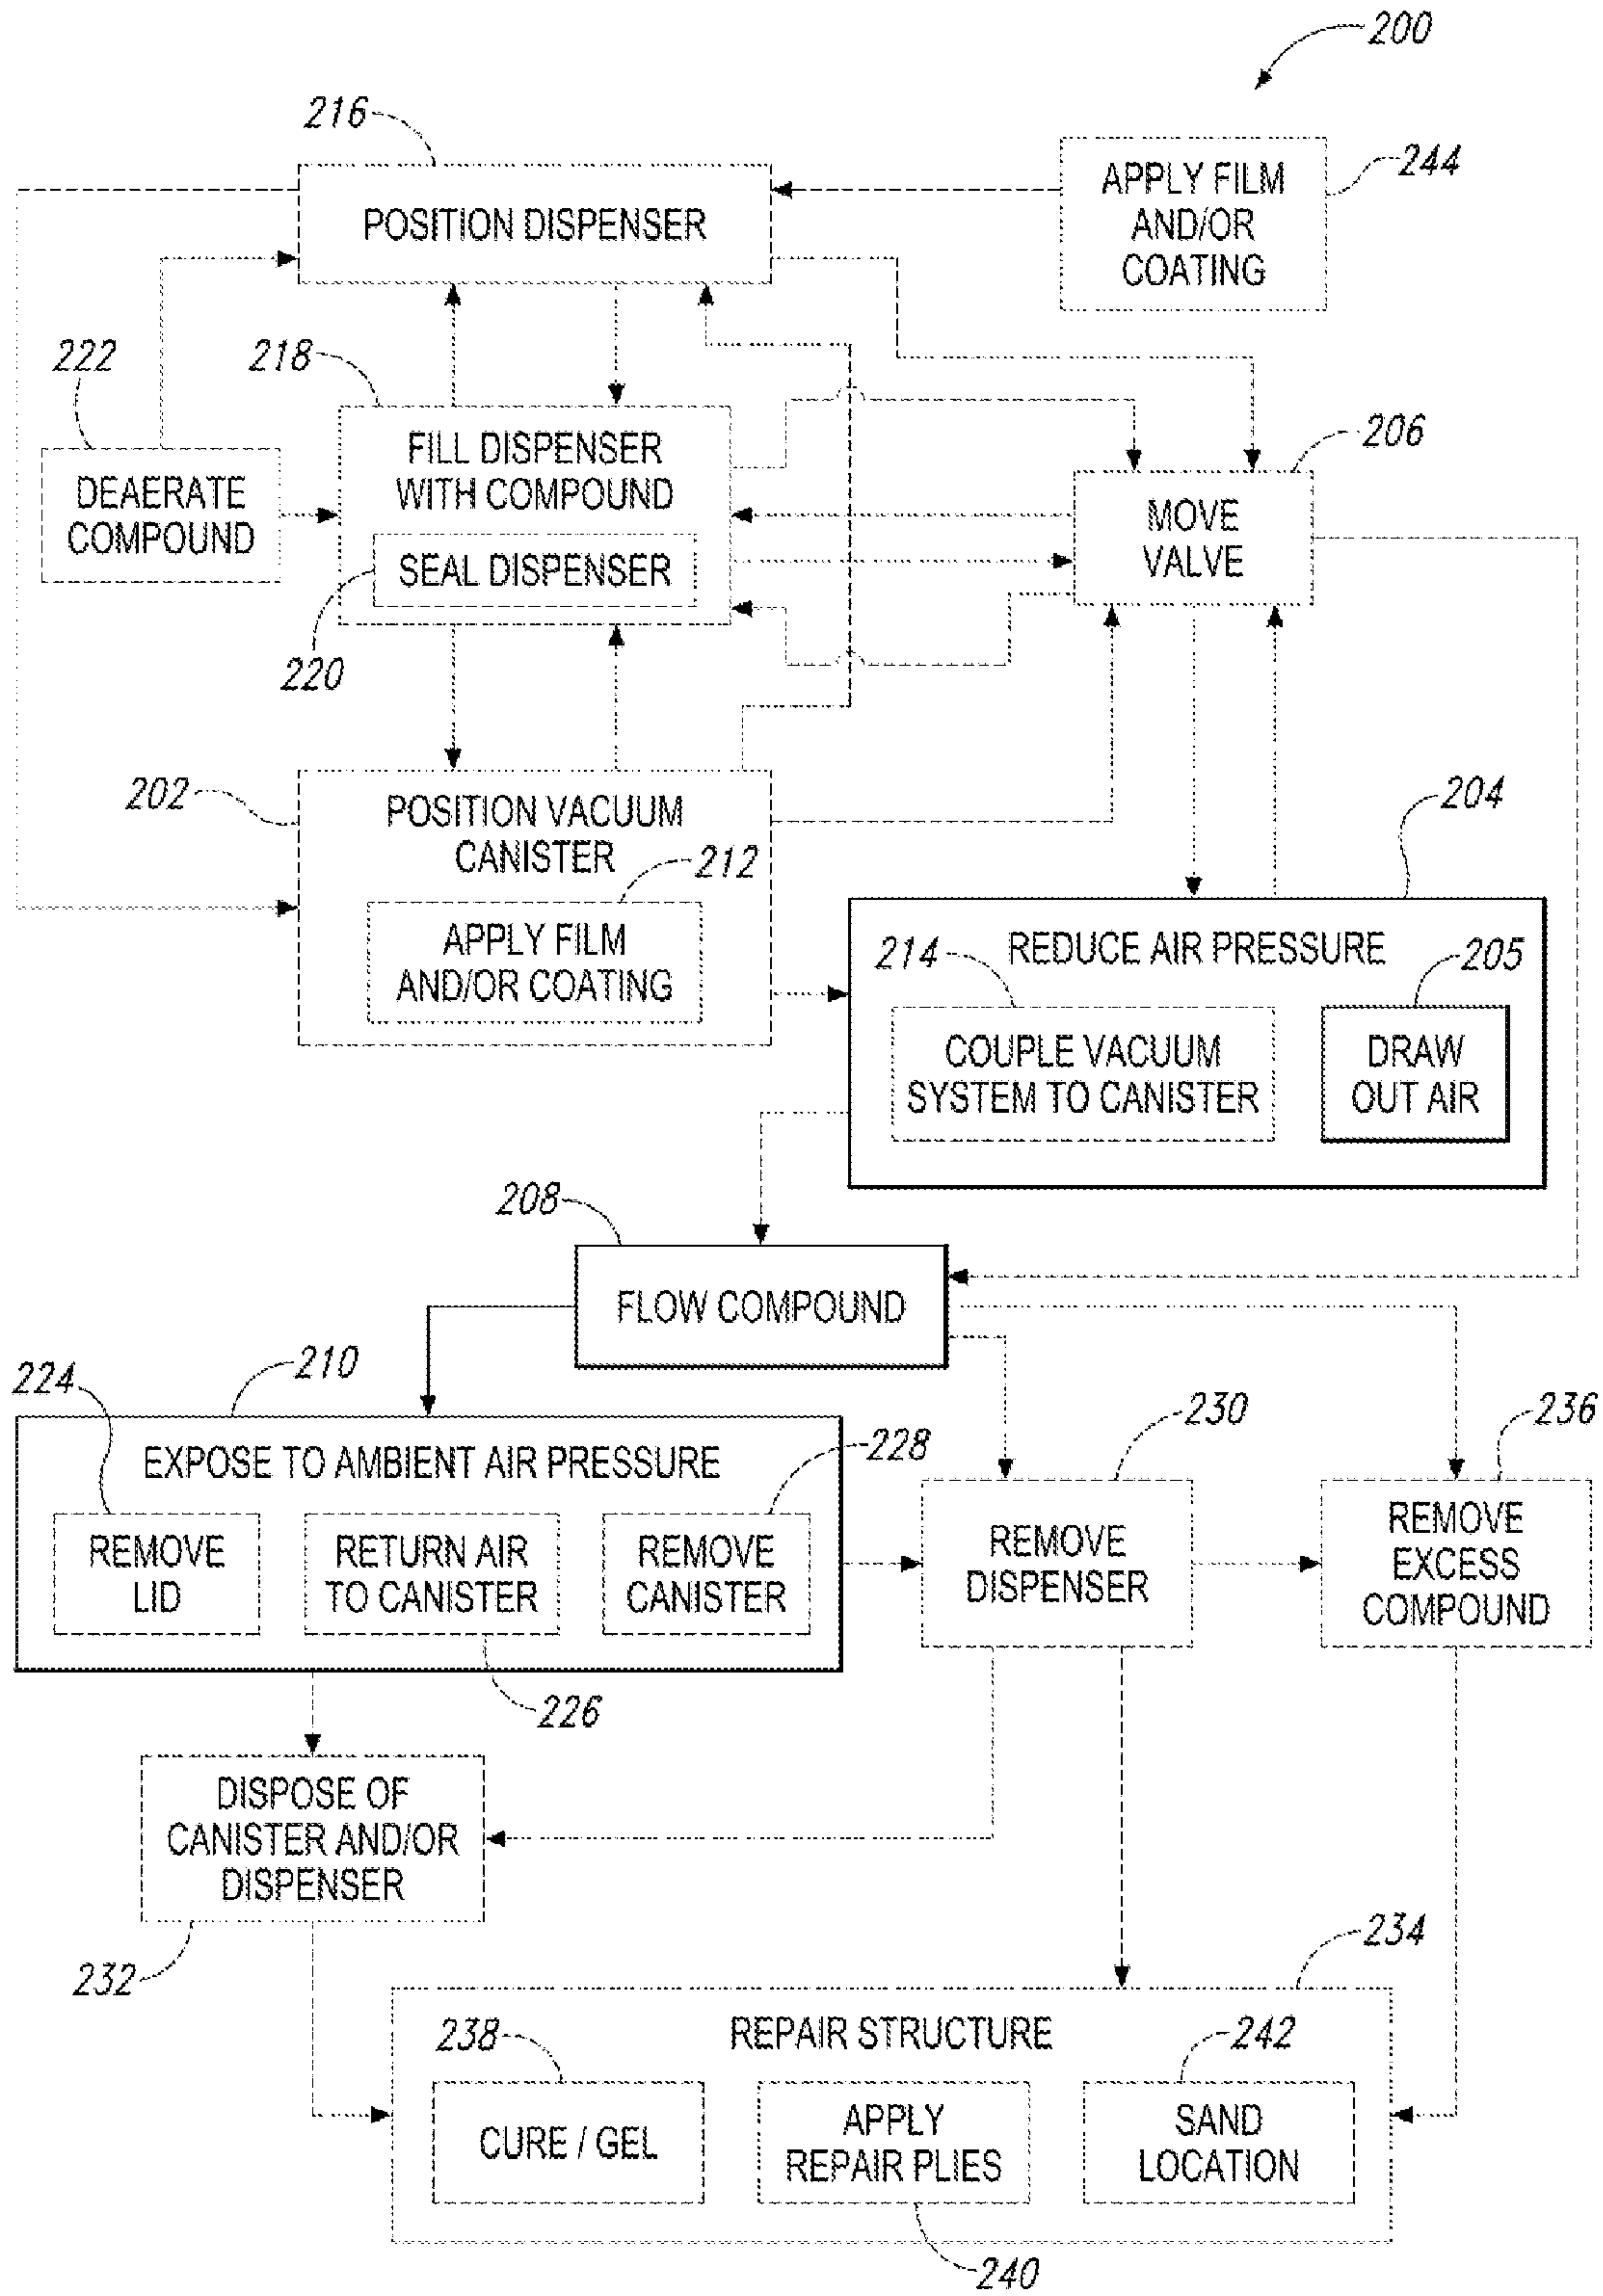 200
216
APPLY FILM
AND/OR
COATING
244
POSITION DISPENSER
222
218
FILL DISPENSER
WITH COMPOUND
206
DEAERATE
COMPOUND
MOVE
VALVE
SEAL DISPENSER
220
202
POSITION VACUUM
CANISTER
204
212
APPLY FILM
AND/OR COATING
REDUCE AIR PRESSURE
214
205
COUPLE VACUUM
SYSTEM TO CANISTER
DRAW
OUT AIR
208
FLOW COMPOUND
210
224
EXPOSE TO AMBIENT AIR PRESSURE
228
230
236
REMOVE
LID
RETURN AIR
TO CANISTER
REMOVE
CANISTER
REMOVE
DISPENSER
REMOVE
EXCESS
COMPOUND
226
DISPOSE OF
CANISTER AND/OR
DISPENSER
232
234
REPAIR STRUCTURE
238
242
CURE / GEL
APPLY
REPAIR PLIES
SAND
LOCATION
240